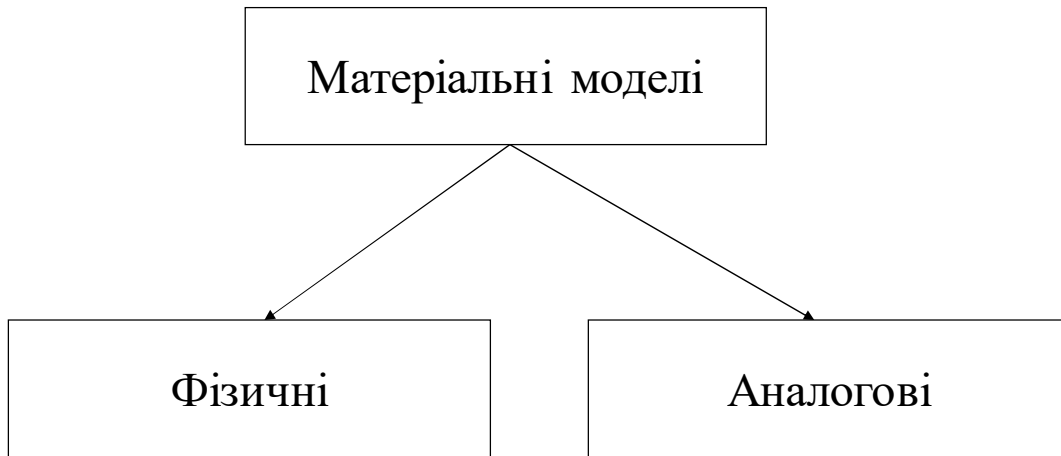 Матеріальні моделі
Фізичні
Аналогові